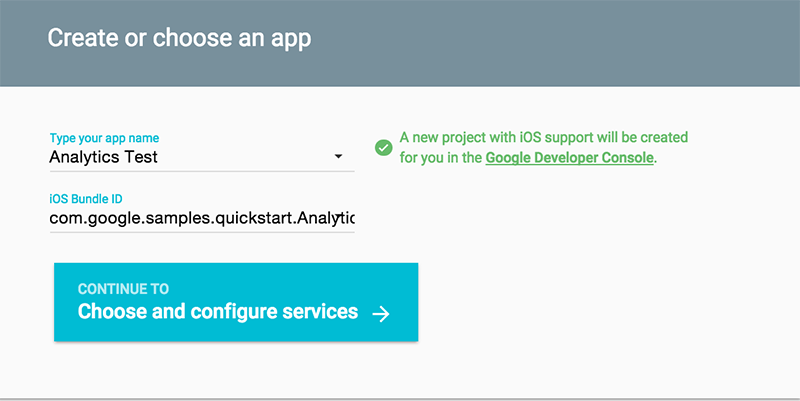 Create or choose an app
Type your app name
Analytics Test
A new project with iOS support will be created
for you in the Google Developer Console.
iOS Bundle ID
com.google.samples.quickstart.Analytic
CONTINUE TO
Choose and configure services